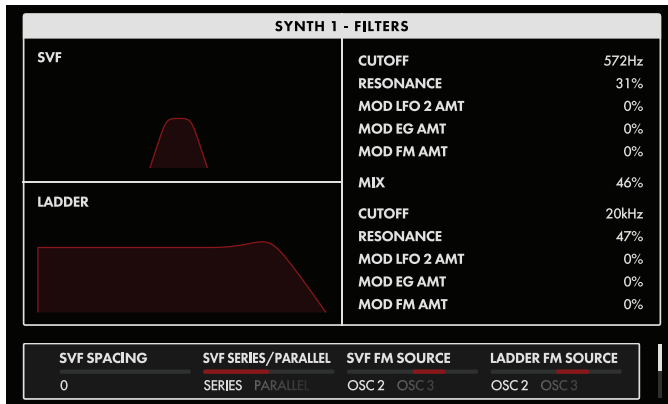 SYNTH 1 - FILTERS
SVF
CUTOFF 572Hz
RESONANCE 31%
MOD LFO 2 AMT 0%
MOD EG AMT 0%
MOD FM AMT 0%
MIX 46%
LADDER
CUTOFF 20kHz
RESONANCE 47%
MOD LFO 2 AMT 0%
MOD EG AMT 0%
MOD FM AMT 0%
SVF SPACING SVF SERIES/PARALLEL SVF FM SOURCE LADDER FM SOURCE
0 SERIES PARALLEL OSC 2 OSC 3 OSC 2 OSC 3